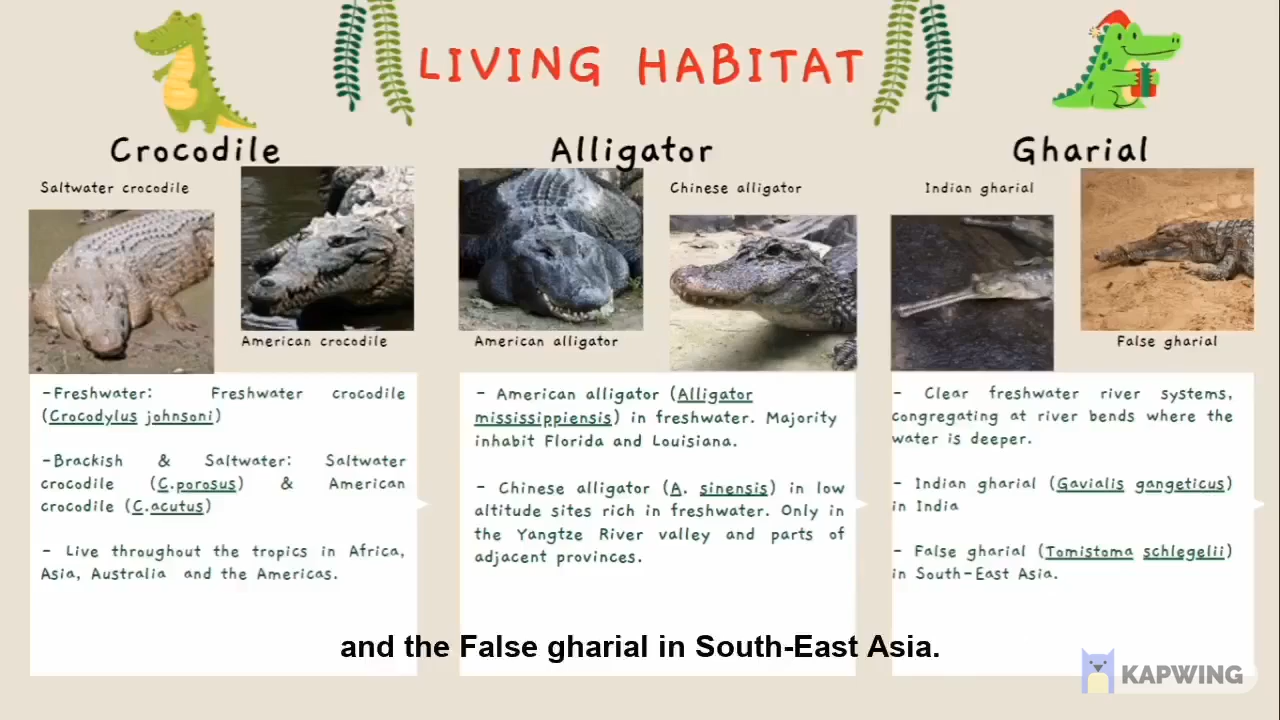 LIVING HABITAT
Crocodile
Saltwater crocodile
American crocodile
-Freshwater: Freshwater crocodile
(Crocodylus johnsoni)
-Brackish & Saltwater: Saltwater
crocodile (C.porosus) & American
crocodile (C.acutus)
- Live throughout the tropics in Africa,
Asia, Australia and the Americas.
Alligator
Chinese alligator
American alligator
- American alligator (Alligator
mississippiensis) in freshwater. Majority
inhabit Florida and Louisiana.
- Chinese alligator (A. sinensis) in low
altitude sites rich in freshwater. Only in
the Yangtze River valley and parts of
adjacent provinces.
Gharial
Indian gharial
False gharial
- Clear freshwater river systems,
congregating at river bends where the
water is deeper.
- Indian gharial (Gavialis gangeticus)
in India
- False gharial (Tomistoma schlegelii)
in South-East Asia.
and the False gharial in South-East Asia.
KAPWING